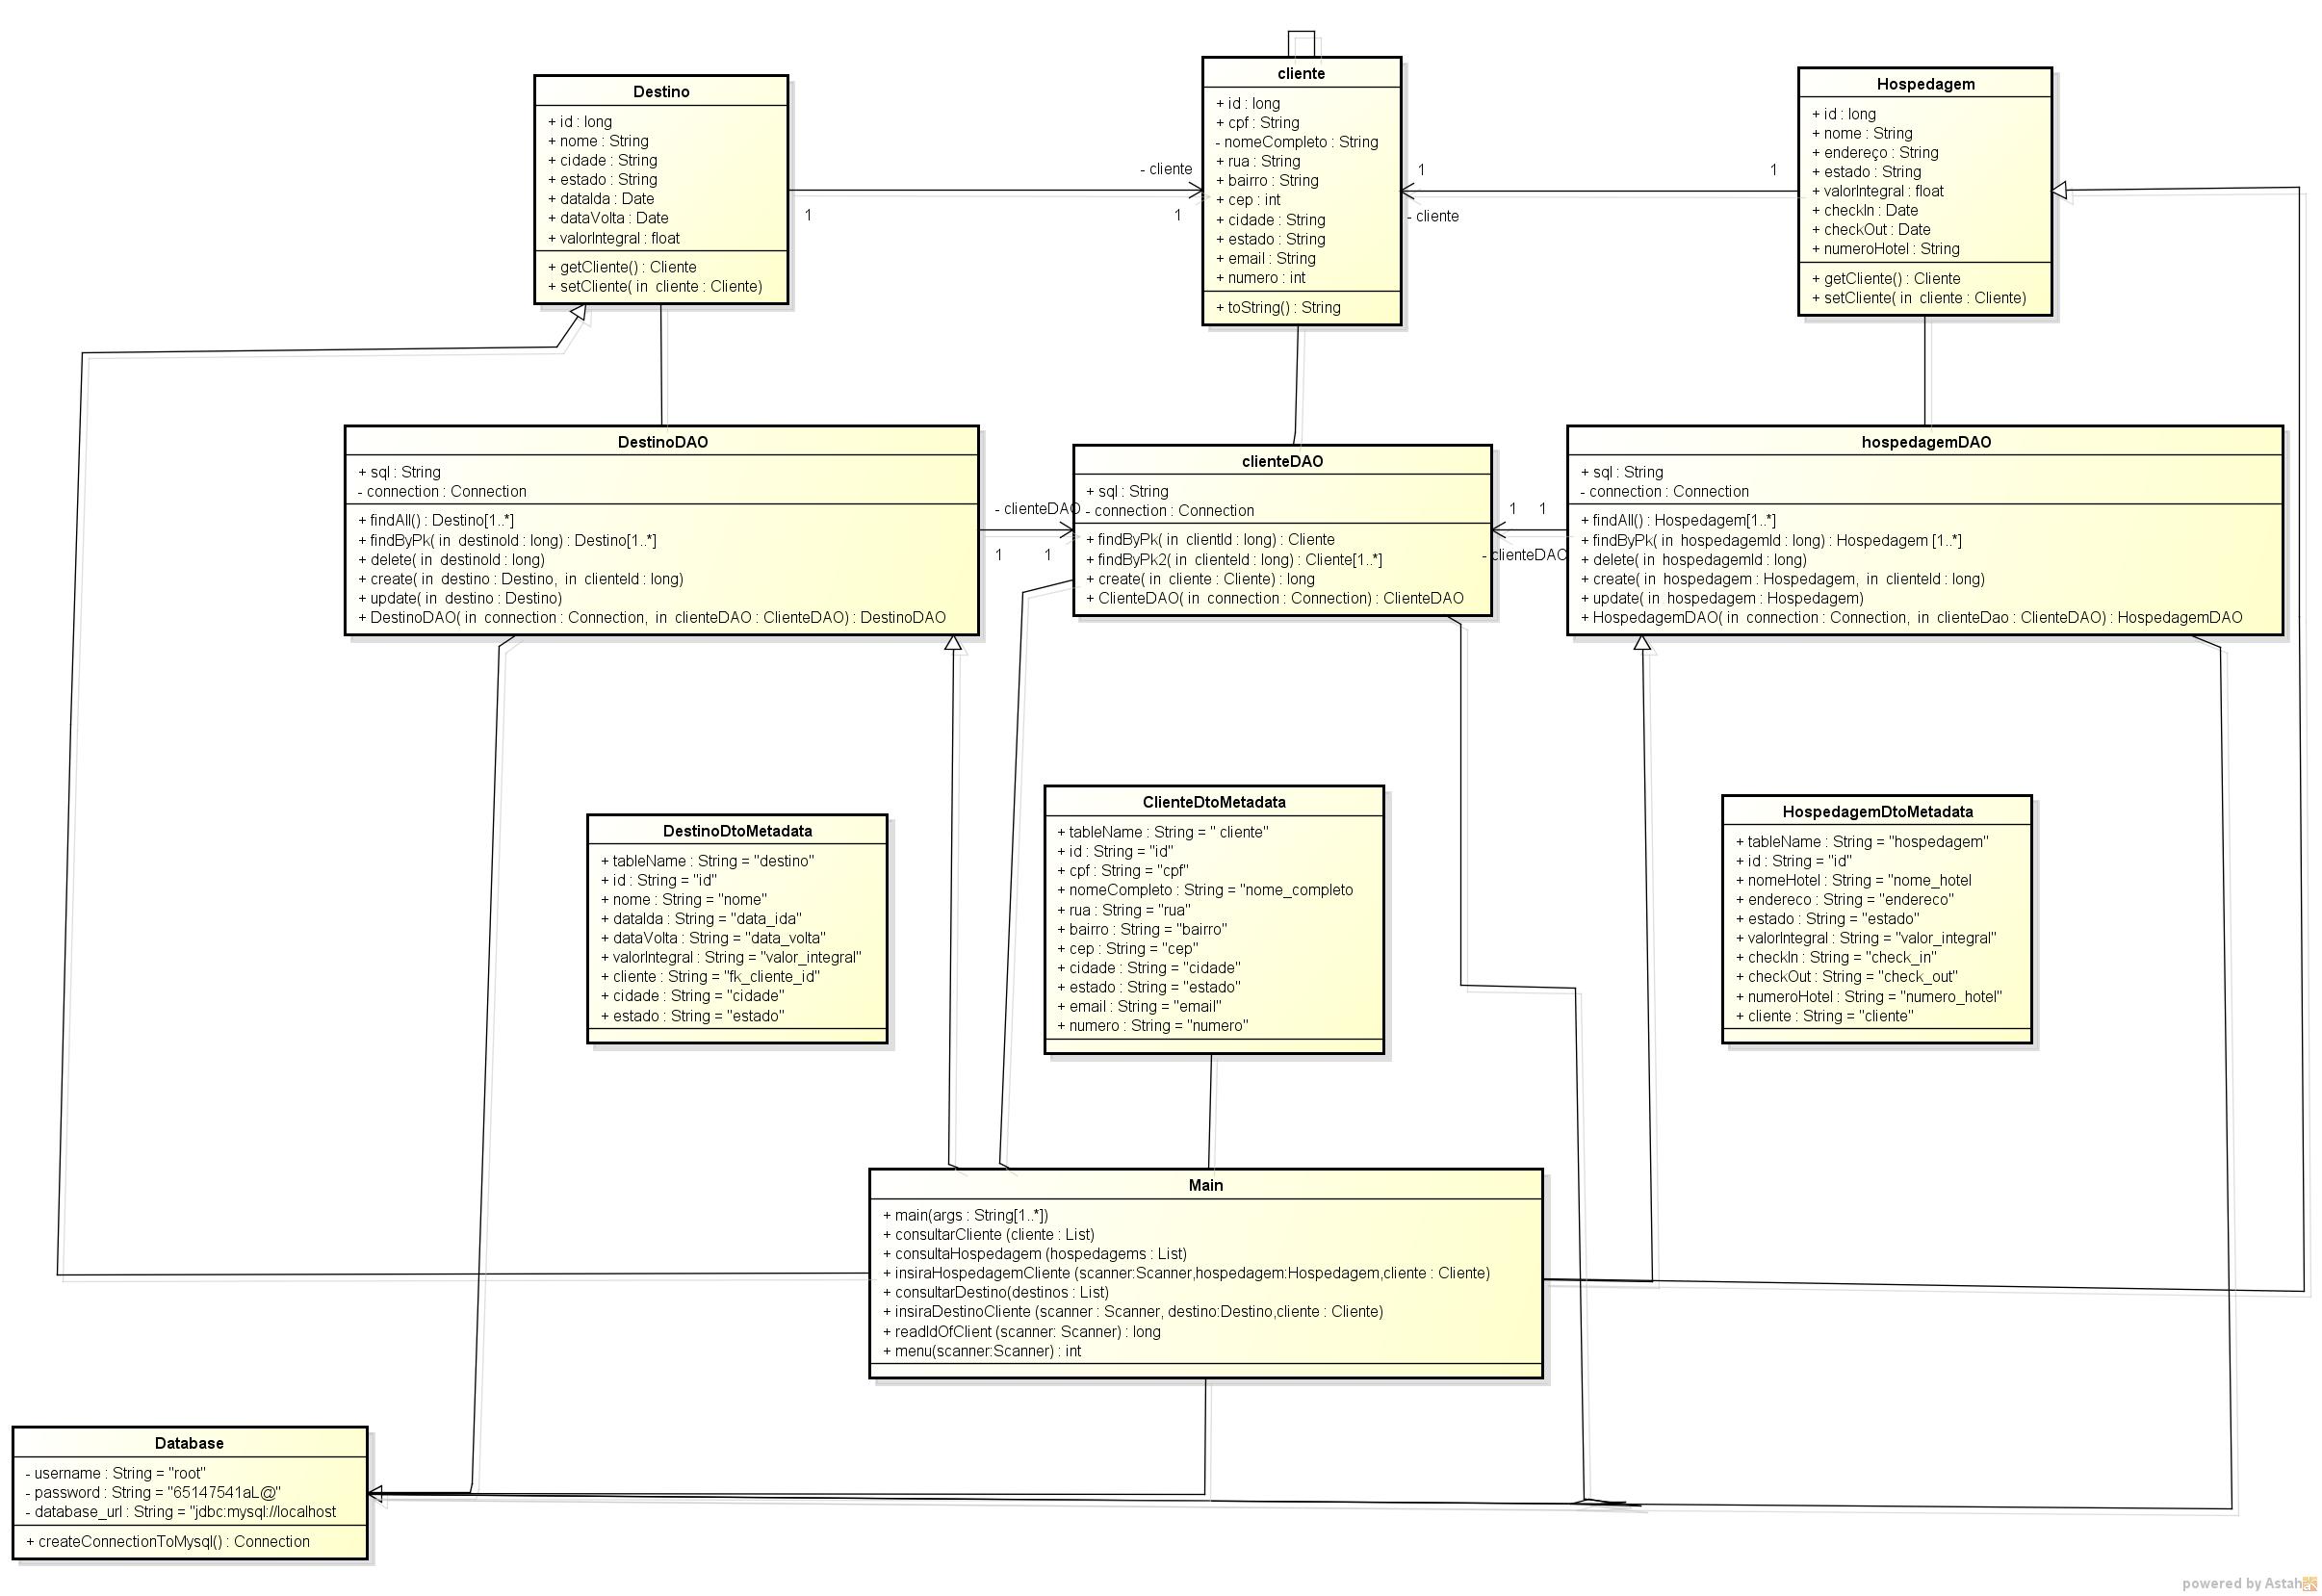 Destino
+ id : long
+ nome : String
+ cidade : String
+ estado : String
+ dataIda : Date
+ dataVolta : Date
+ valorIntegral : float
+ getCliente() : Cliente
+ setCliente( in cliente : Cliente)
- cliente
1
1
cliente
+ id : long
+ cpf : String
- nomeCompleto : String
+ rua : String
+ bairro : String
+ cep : int
+ cidade : String
+ estado : String
+ email : String
+ numero : int
+ toString() : String
1
1
- cliente
Hospedagem
+ id : long
+ nome : String
+ endereço : String
+ estado : String
+ valorIntegral : float
+ checkIn : Date
+ checkOut : Date
+ numeroHotel : String
+ getCliente() : Cliente
+ setCliente( in cliente : Cliente)
DestinoDAO
+ sql : String
- connection : Connection
+ findAll() : Destino[1..*]
+ findByPk( in destinoId : long) : Destino[1..*]
+ delete( in destinoId : long)
+ create( in destino : Destino, in clienteId : long)
+ update( in destino : Destino)
+ DestinoDAO( in connection : Connection, in clienteDAO : ClienteDAO) : DestinoDAO
- clienteDAO
1
1
clienteDAO
+ sql : String
- connection : Connection
+ findByPk( in clientId : long) : Cliente
+ findByPk2( in clienteId : long) : Cliente[1..*]
+ create( in cliente : Cliente) : long
+ ClienteDAO( in connection : Connection) : ClienteDAO
1
1
- clienteDAO
hospedagemDAO
+ sql : String
- connection : Connection
+ findAll() : Hospedagem[1..*]
+ findByPk( in hospedagemId : long) : Hospedagem [1..*]
+ delete( in hospedagemId : long)
+ create( in hospedagem : Hospedagem, in clienteId : long)
+ update( in hospedagem : Hospedagem)
+ HospedagemDAO( in connection : Connection, in clienteDao : ClienteDAO) : HospedagemDAO
DestinoDtoMetadata
+ tableName : String = "destino"
+ id : String = "id"
+ nome : String = "nome"
+ dataIda : String = "data_ida"
+ dataVolta : String = "data_volta"
+ valorIntegral : String = "valor_integral"
+ cliente : String = "fk_cliente_id"
+ cidade : String = "cidade"
+ estado : String = "estado"
ClienteDtoMetadata
+ tableName : String = " cliente"
+ id : String = "id"
+ cpf : String = "cpf"
+ nomeCompleto : String = "nome_completo
+ rua : String = "rua"
+ bairro : String = "bairro"
+ cep : String = "cep"
+ cidade : String = "cidade"
+ estado : String = "estado"
+ email : String = "email"
+ numero : String = "numero"
HospedagemDtoMetadata
+ tableName : String = "hospedagem"
+ id : String = "id"
+ nomeHotel : String = "nome_hotel
+ endereco : String = "endereco"
+ estado : String = "estado"
+ valorIntegral : String = "valor_integral"
+ checkIn : String = "check_in"
+ checkOut : String = "check_out"
+ numeroHotel : String = "numero_hotel"
+ cliente : String = "cliente"
Main
+ main(args : String[1..*])
+ consultarCliente (cliente : List)
+ consultaHospedagem (hospedagems : List)
+ insiraHospedagemCliente (scanner:Scanner,hospedagem:Hospedagem,cliente : Cliente)
+ consultarDestino(destinos : List)
+ insiraDestinoCliente (scanner : Scanner, destino:Destino,cliente : Cliente)
+ readIdOfClient (scanner: Scanner) : long
+ menu(scanner:Scanner) : int
Database
- username : String = "root"
- password : String = "65147541aL@"
- database_url : String = "jdbc:mysql://localhost
+ createConnectionToMysql() : Connection
powered by Astah